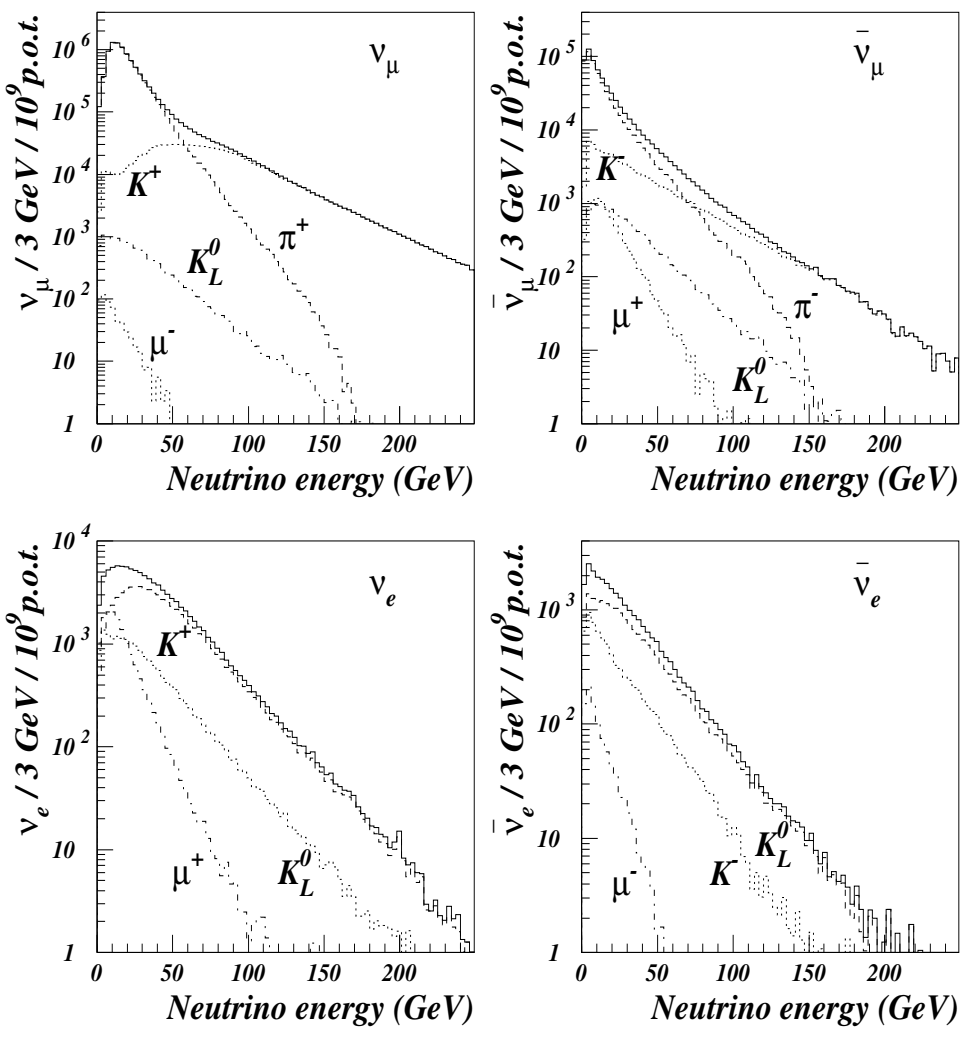 ν_μ / 3 GeV / 10^9 p.o.t.
10^6
10^5
10^4
10^3
10^2
10
1
ν_μ
K^+
π^+
K_L^0
μ^-
0 50 100 150 200
Neutrino energy (GeV)
ν̄_μ / 3 GeV / 10^9 p.o.t.
10^5
10^4
10^3
10^2
10
1
ν̄_μ
K^-
μ^+
π^-
K_L^0
0 50 100 150 200
Neutrino energy (GeV)
ν_e / 3 GeV / 10^9 p.o.t.
10^4
10^3
10^2
10
1
ν_e
K^+
μ^+
K_L^0
0 50 100 150 200
Neutrino energy (GeV)
ν̄_e / 3 GeV / 10^9 p.o.t.
10^3
10^2
10
1
ν̄_e
K_L^0
K^-
μ^-
0 50 100 150 200
Neutrino energy (GeV)